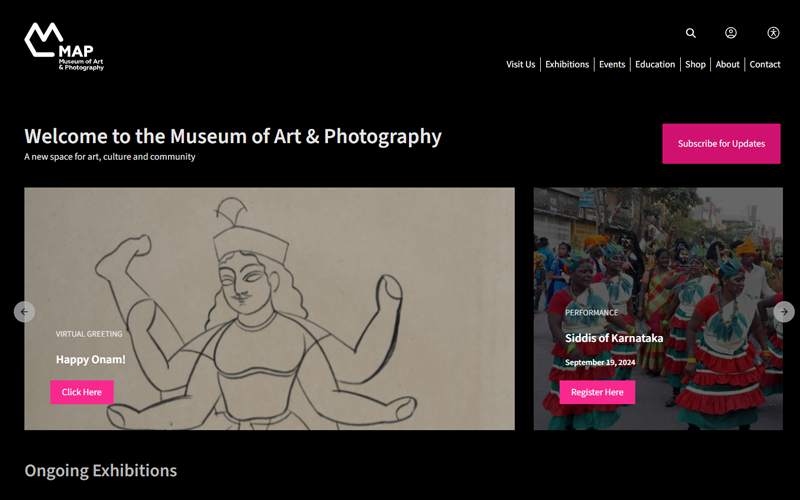 MAP
Museum of Art
& Photography
Visit Us
Exhibitions
Events
Education
Shop
About
Contact
Welcome to the Museum of Art & Photography
A new space for art, culture and community
Subscribe for Updates
VIRTUAL GREETING
Happy Onam!
Click Here
PERFORMANCE
Siddis of Karnataka
September 19, 2024
Register Here
Ongoing Exhibitions